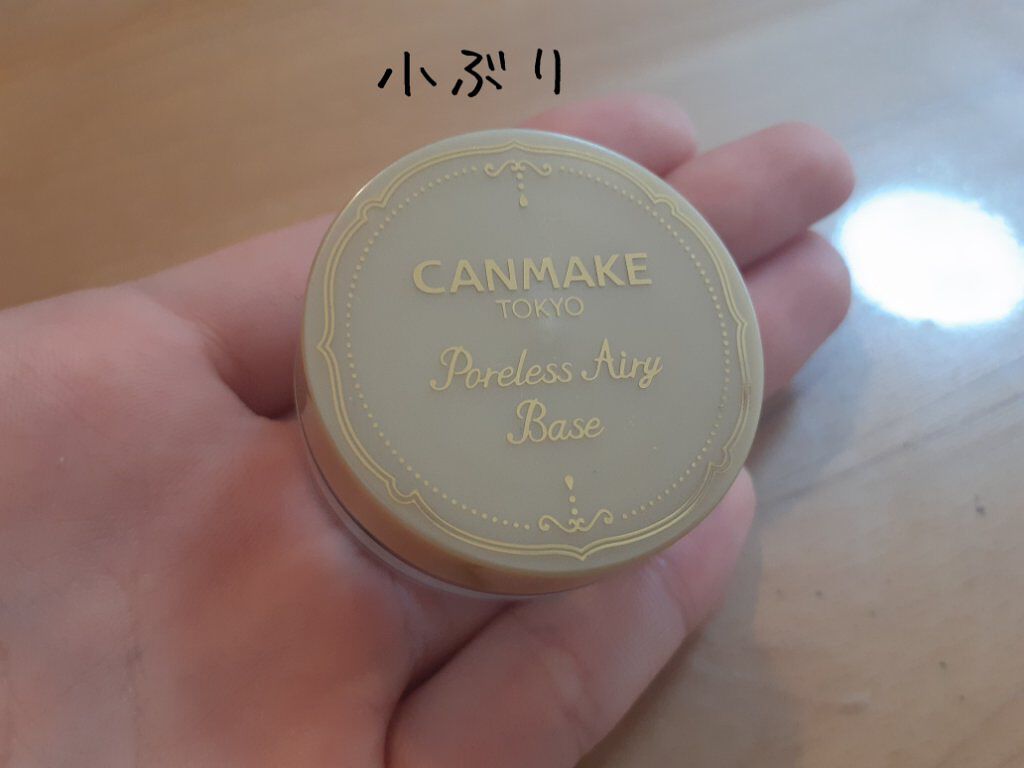 小ぶり
CANMAKE
TOKYO
Poreless Airy
Base